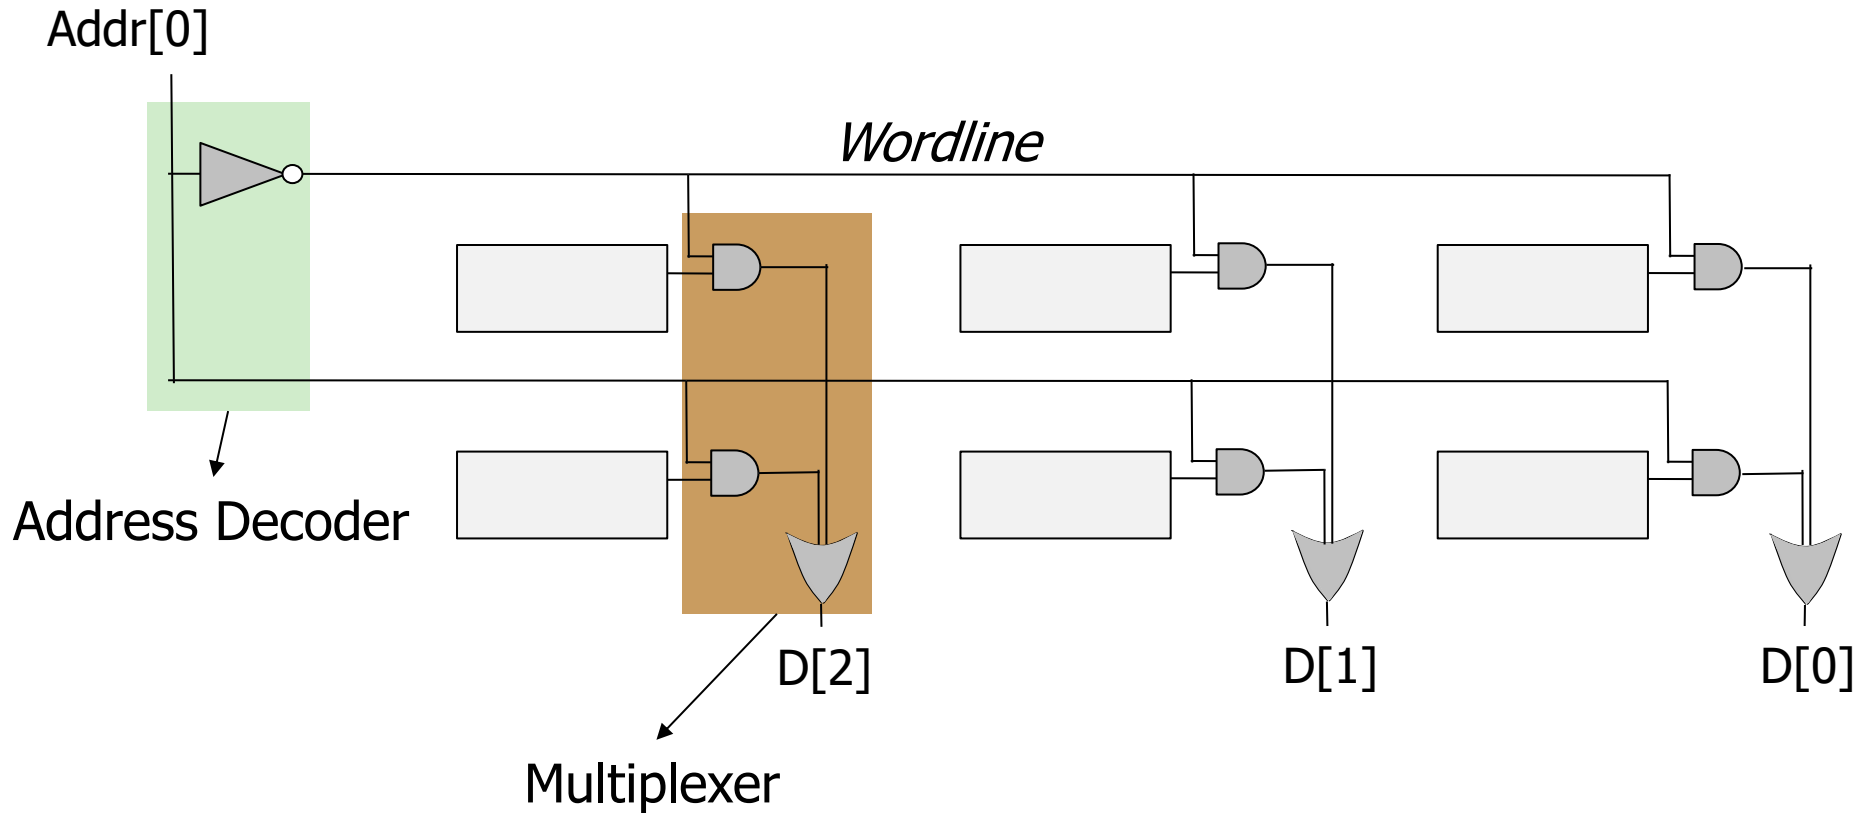 Addr[0]
Wordline
Address Decoder
D[2]
D[1]
D[0]
Multiplexer